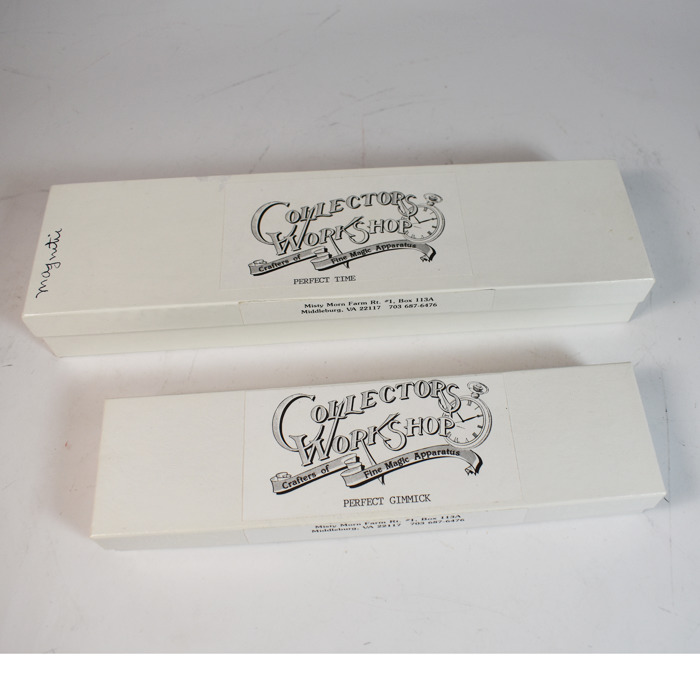 magnetic
COLLECTORS
WORKSHOP
Crafters of Fine Magic Apparatus
PERFECT TIME
Misty Morn Farm Rt. #1, Box 113A
Middleburg, VA 22117 703 687-6476
COLLECTORS
WORKSHOP
Crafters of Fine Magic Apparatus
PERFECT GIMMICK
Misty Morn Farm Rt. #1, Box 113A
Middleburg, VA 22117 703 687-6476